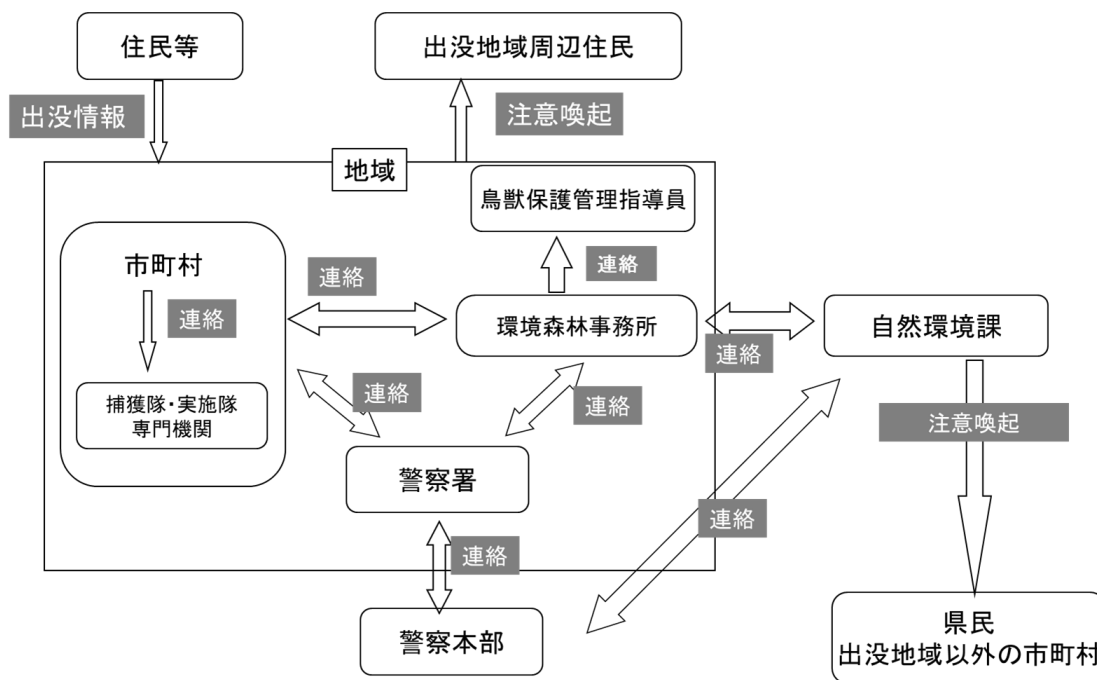 住民等
出没地域周辺住民
出没情報
注意喚起
地域
鳥獣保護管理指導員
市町村
連絡
連絡
連絡
環境森林事務所
自然環境課
連絡
捕獲隊・実施隊
専門機関
連絡
連絡
注意喚起
警察署
連絡
連絡
警察本部
県民
出没地域以外の市町村